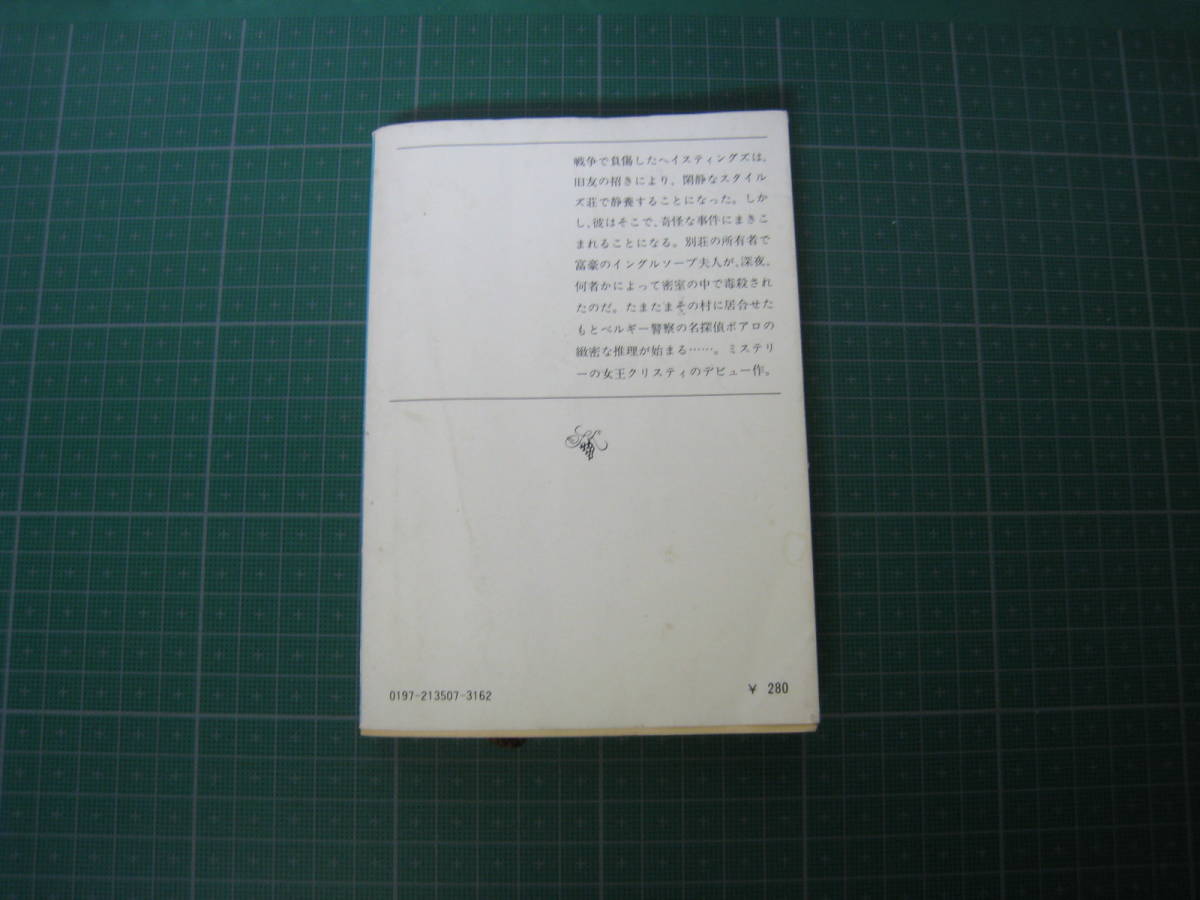 戦争で負傷したヘイスティングズは、
旧友の招きにより、閑静なスタイル
ズ荘で静養することになった。しか
し、彼はそこで、奇怪な事件にまきこ
まれることになる。別荘の所有者で
富豪のイングルソープ夫人が、深夜、
何者かによって密室の中で毒殺され
たのだ。たまたまその村に居合せた
もとベルギー警察の名探偵ポアロの
緻密な推理が始まる……。ミステリ
ーの女王クリスティのデビュー作。
0197-213507-3162
¥ 280